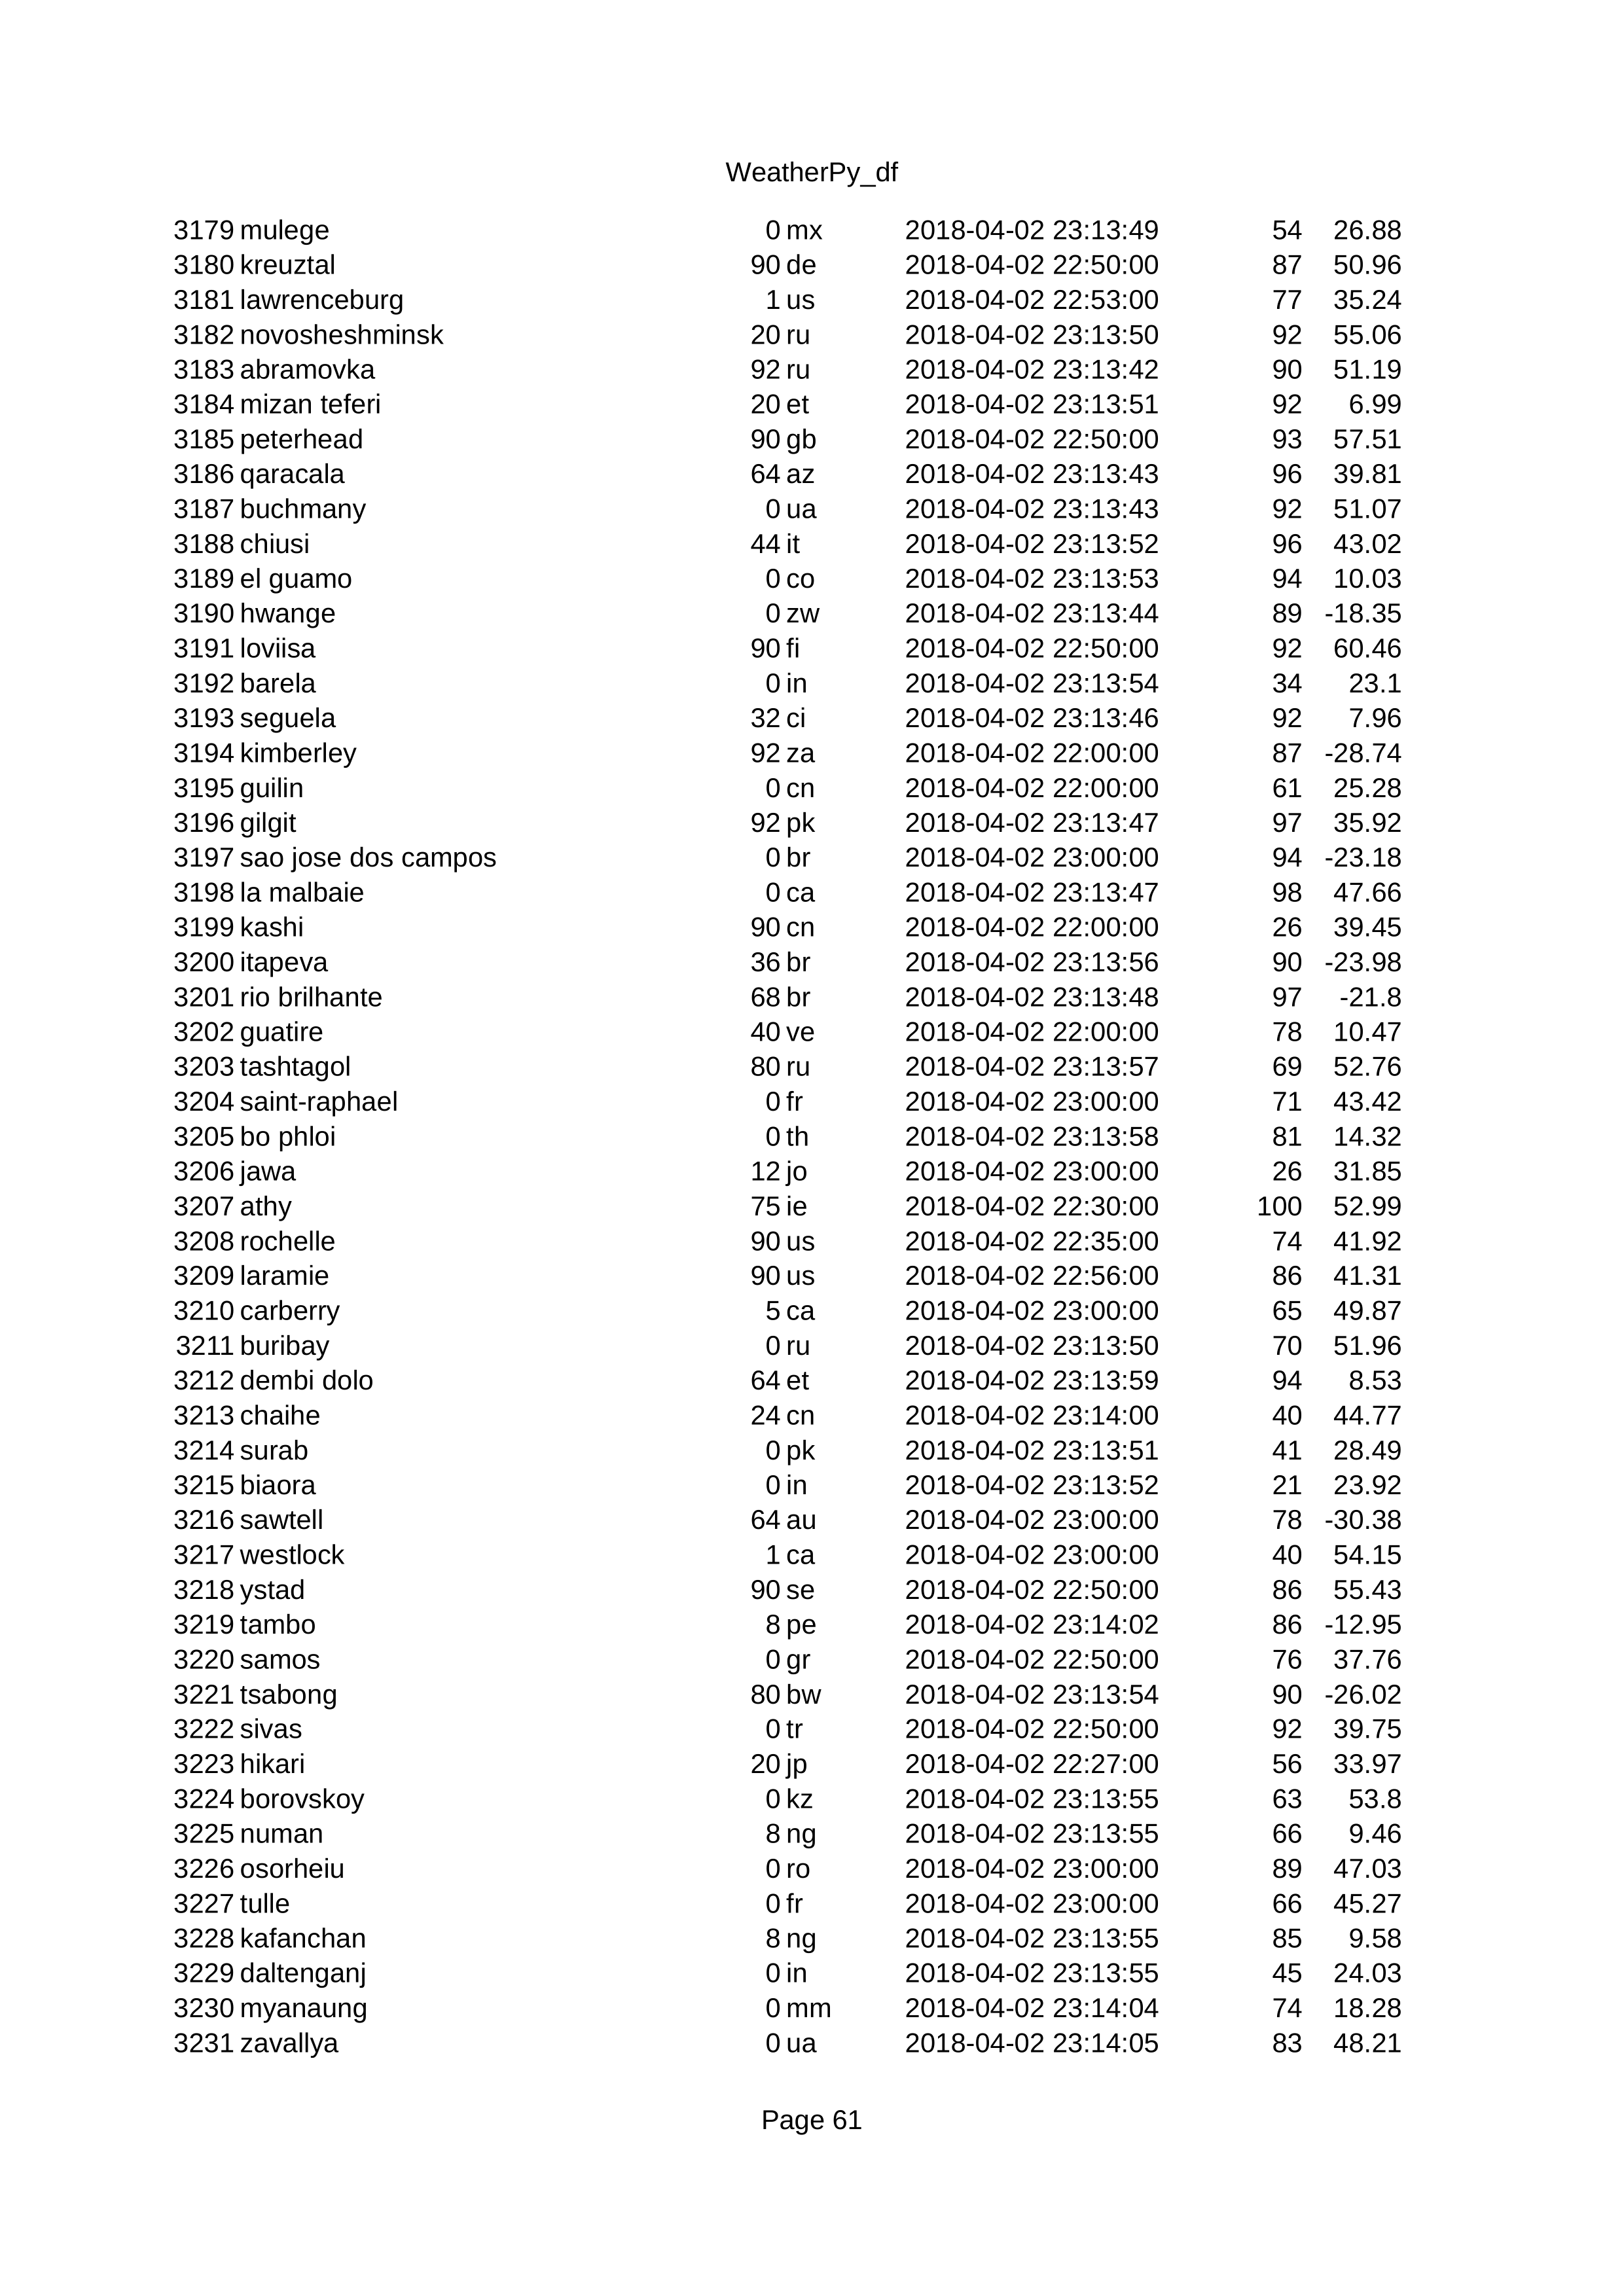 WeatherPy_df
3179 mulege 0 mx 2018-04-02 23:13:49 54 26.88
3180 kreuztal 90 de 2018-04-02 22:50:00 87 50.96
3181 lawrenceburg 1 us 2018-04-02 22:53:00 77 35.24
3182 novosheshminsk 20 ru 2018-04-02 23:13:50 92 55.06
3183 abramovka 92 ru 2018-04-02 23:13:42 90 51.19
3184 mizan teferi 20 et 2018-04-02 23:13:51 92 6.99
3185 peterhead 90 gb 2018-04-02 22:50:00 93 57.51
3186 qaracala 64 az 2018-04-02 23:13:43 96 39.81
3187 buchmany 0 ua 2018-04-02 23:13:43 92 51.07
3188 chiusi 44 it 2018-04-02 23:13:52 96 43.02
3189 el guamo 0 co 2018-04-02 23:13:53 94 10.03
3190 hwange 0 zw 2018-04-02 23:13:44 89 -18.35
3191 loviisa 90 fi 2018-04-02 22:50:00 92 60.46
3192 barela 0 in 2018-04-02 23:13:54 34 23.1
3193 seguela 32 ci 2018-04-02 23:13:46 92 7.96
3194 kimberley 92 za 2018-04-02 22:00:00 87 -28.74
3195 guilin 0 cn 2018-04-02 22:00:00 61 25.28
3196 gilgit 92 pk 2018-04-02 23:13:47 97 35.92
3197 sao jose dos campos 0 br 2018-04-02 23:00:00 94 -23.18
3198 la malbaie 0 ca 2018-04-02 23:13:47 98 47.66
3199 kashi 90 cn 2018-04-02 22:00:00 26 39.45
3200 itapeva 36 br 2018-04-02 23:13:56 90 -23.98
3201 rio brilhante 68 br 2018-04-02 23:13:48 97 -21.8
3202 guatire 40 ve 2018-04-02 22:00:00 78 10.47
3203 tashtagol 80 ru 2018-04-02 23:13:57 69 52.76
3204 saint-raphael 0 fr 2018-04-02 23:00:00 71 43.42
3205 bo phloi 0 th 2018-04-02 23:13:58 81 14.32
3206 jawa 12 jo 2018-04-02 23:00:00 26 31.85
3207 athy 75 ie 2018-04-02 22:30:00 100 52.99
3208 rochelle 90 us 2018-04-02 22:35:00 74 41.92
3209 laramie 90 us 2018-04-02 22:56:00 86 41.31
3210 carberry 5 ca 2018-04-02 23:00:00 65 49.87
3211 buribay 0 ru 2018-04-02 23:13:50 70 51.96
3212 dembi dolo 64 et 2018-04-02 23:13:59 94 8.53
3213 chaihe 24 cn 2018-04-02 23:14:00 40 44.77
3214 surab 0 pk 2018-04-02 23:13:51 41 28.49
3215 biaora 0 in 2018-04-02 23:13:52 21 23.92
3216 sawtell 64 au 2018-04-02 23:00:00 78 -30.38
3217 westlock 1 ca 2018-04-02 23:00:00 40 54.15
3218 ystad 90 se 2018-04-02 22:50:00 86 55.43
3219 tambo 8 pe 2018-04-02 23:14:02 86 -12.95
3220 samos 0 gr 2018-04-02 22:50:00 76 37.76
3221 tsabong 80 bw 2018-04-02 23:13:54 90 -26.02
3222 sivas 0 tr 2018-04-02 22:50:00 92 39.75
3223 hikari 20 jp 2018-04-02 22:27:00 56 33.97
3224 borovskoy 0 kz 2018-04-02 23:13:55 63 53.8
3225 numan 8 ng 2018-04-02 23:13:55 66 9.46
3226 osorheiu 0 ro 2018-04-02 23:00:00 89 47.03
3227 tulle 0 fr 2018-04-02 23:00:00 66 45.27
3228 kafanchan 8 ng 2018-04-02 23:13:55 85 9.58
3229 daltenganj 0 in 2018-04-02 23:13:55 45 24.03
3230 myanaung 0 mm 2018-04-02 23:14:04 74 18.28
3231 zavallya 0 ua 2018-04-02 23:14:05 83 48.21
Page 61